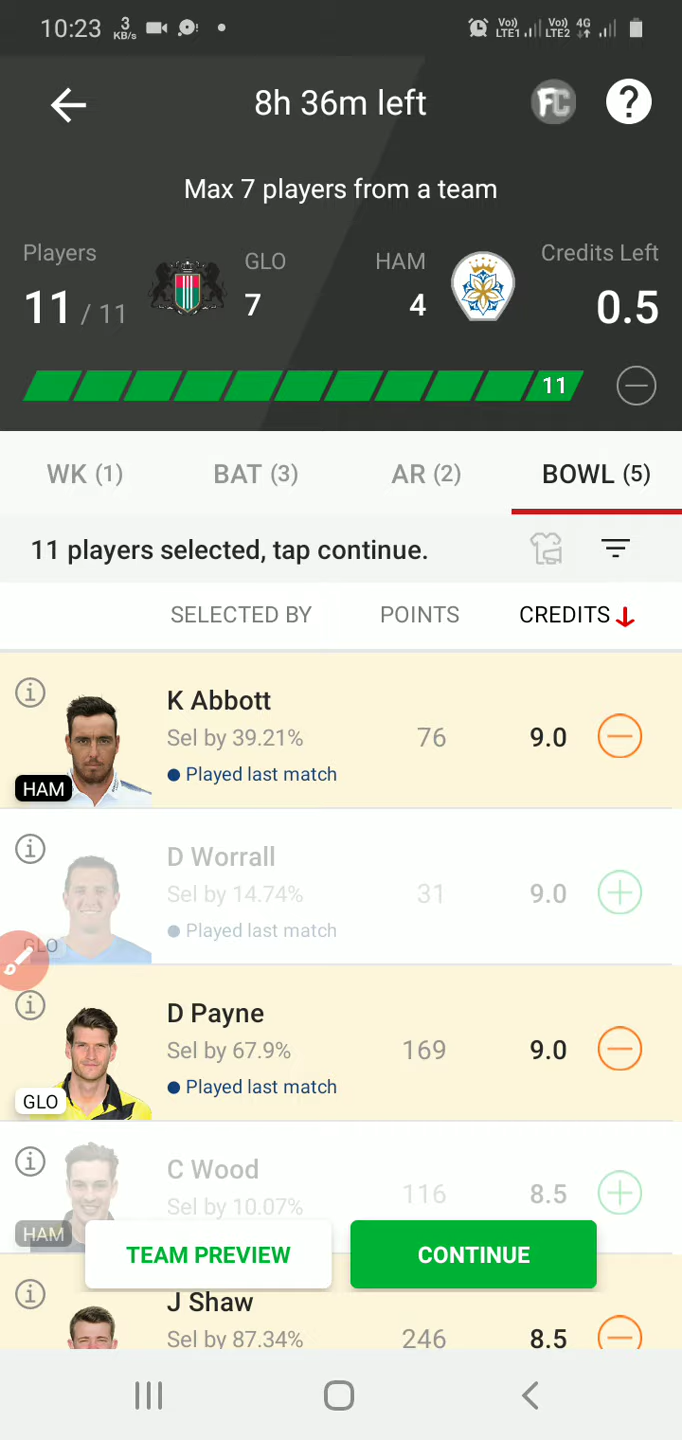 10:23 3 KB/s Vo)) LTE1 Vo)) LTE2 4G
8h 36m left FC ?
Max 7 players from a team
Players GLO HAM Credits Left
11 / 11 7 4 0.5
11
WK (1) BAT (3) AR (2) BOWL (5)
11 players selected, tap continue.
SELECTED BY POINTS CREDITS
K Abbott
Sel by 39.21% 76 9.0
Played last match
HAM
D Worrall
Sel by 14.74% 31 9.0
Played last match
GLO
D Payne
Sel by 67.9% 169 9.0
Played last match
GLO
C Wood
Sel by 10.07% 116 8.5
HAM
TEAM PREVIEW CONTINUE
J Shaw
Sel by 87.34% 246 8.5